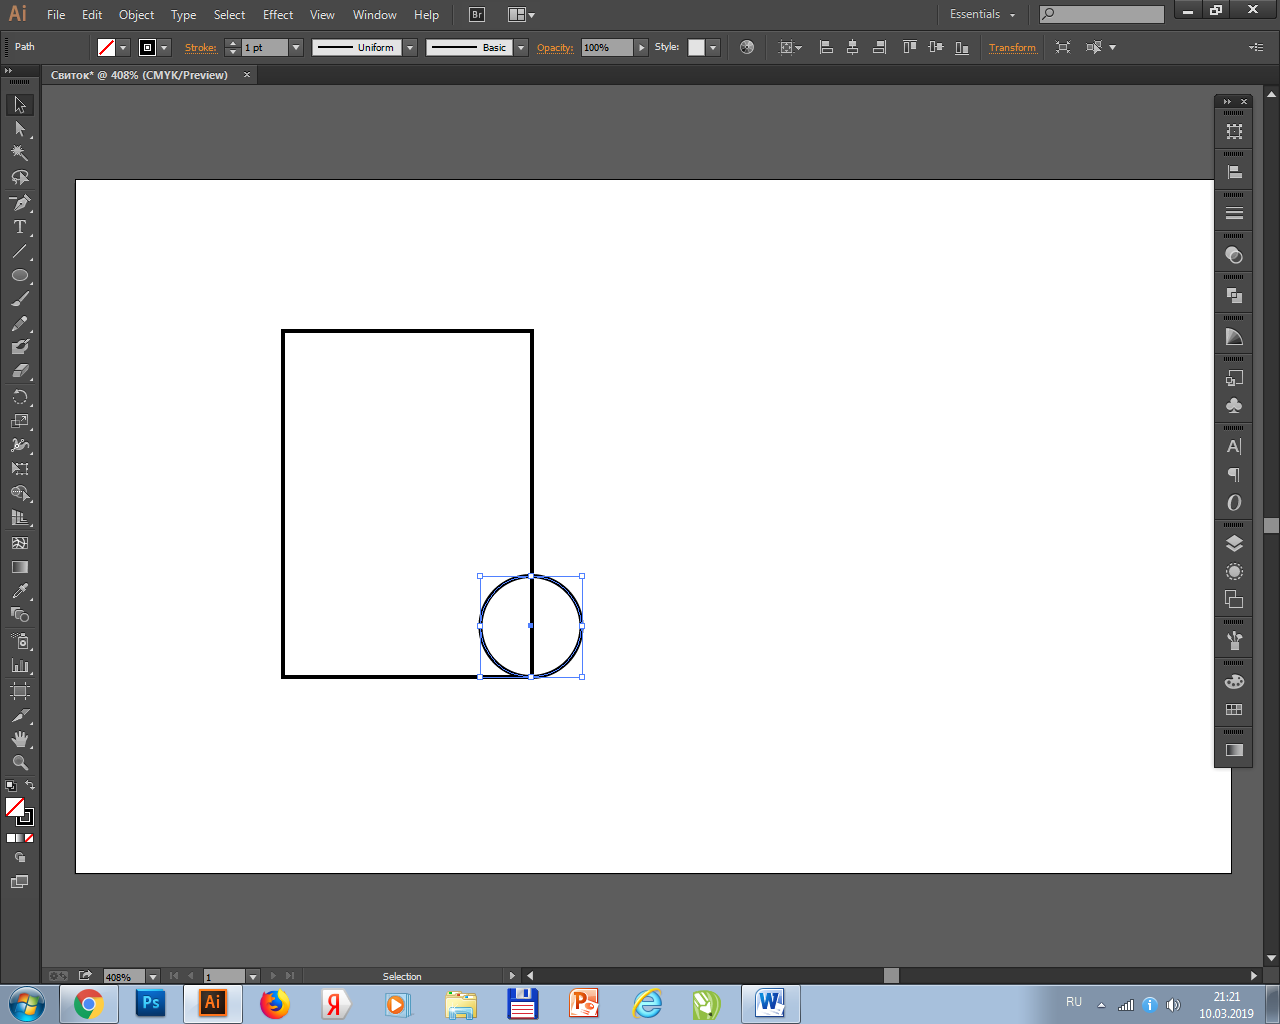 Ai File Edit Object Type Select Effect View Window Help Br Essentials
Path Stroke: 1 pt Uniform Basic Opacity: 100% Style: Transform
Свиток* @ 408% (CMYK/Preview)
T
A
¶
O
408% 1 Selection
Ps Ai Я P W RU 21:21
10.03.2019